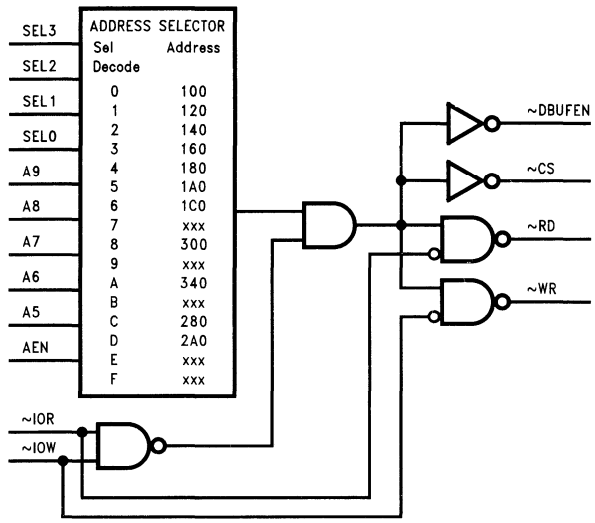 SEL3
SEL2
SEL1
SEL0
A9
A8
A7
A6
A5
AEN
~IOR
~IOW
ADDRESS SELECTOR
Sel Address
Decode
0 100
1 120
2 140
3 160
4 180
5 1A0
6 1C0
7 xxx
8 300
9 xxx
A 340
B xxx
C 280
D 2A0
E xxx
F xxx
~DBUFEN
~CS
~RD
~WR